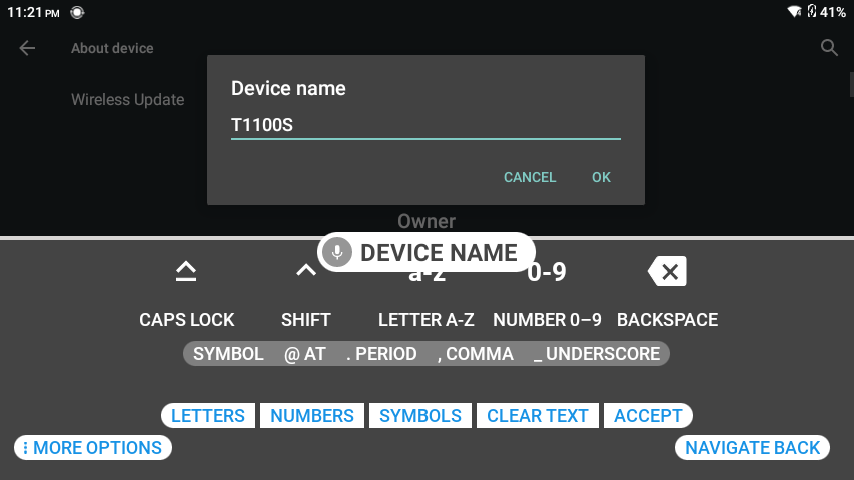 11:21 PM 41%
About device
Wireless Update
Device name
T1100S
CANCEL OK
Owner
DEVICE NAME
a-z 0-9
CAPS LOCK SHIFT LETTER A-Z NUMBER 0–9 BACKSPACE
SYMBOL @ AT . PERIOD , COMMA _ UNDERSCORE
LETTERS NUMBERS SYMBOLS CLEAR TEXT ACCEPT
MORE OPTIONS NAVIGATE BACK